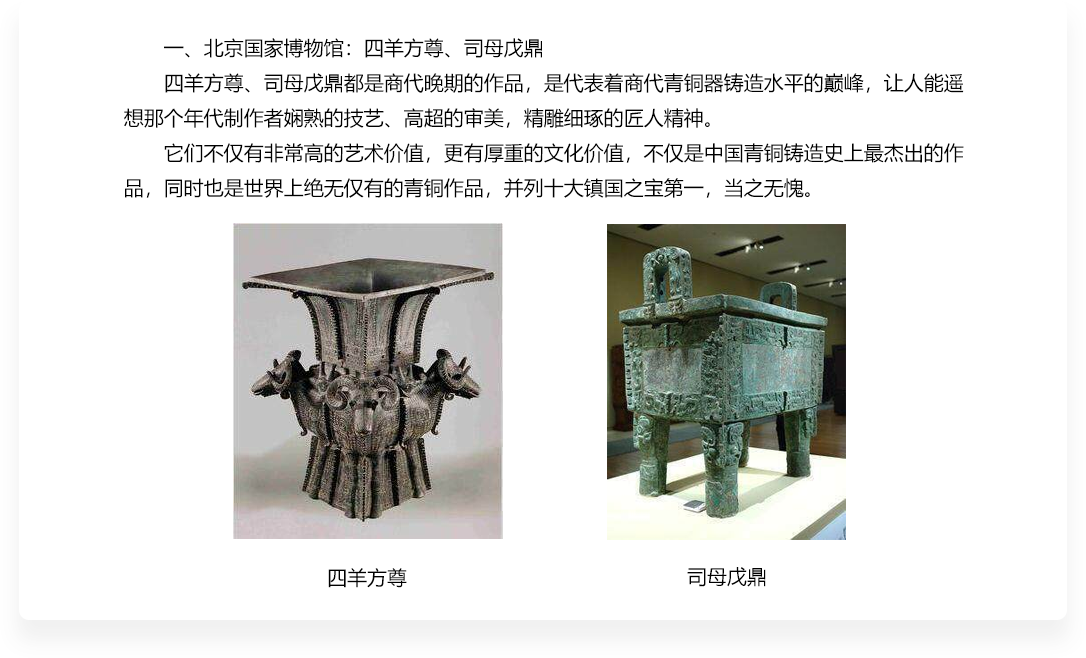 一、北京国家博物馆：四羊方尊、司母戊鼎
四羊方尊、司母戊鼎都是商代晚期的作品，是代表着商代青铜器铸造水平的巅峰，让人能遥
想那个年代制作者娴熟的技艺、高超的审美，精雕细琢的匠人精神。
它们不仅有非常高的艺术价值，更有厚重的文化价值，不仅是中国青铜铸造史上最杰出的作
品，同时也是世界上绝无仅有的青铜作品，并列十大镇国之宝第一，当之无愧。
四羊方尊
司母戊鼎